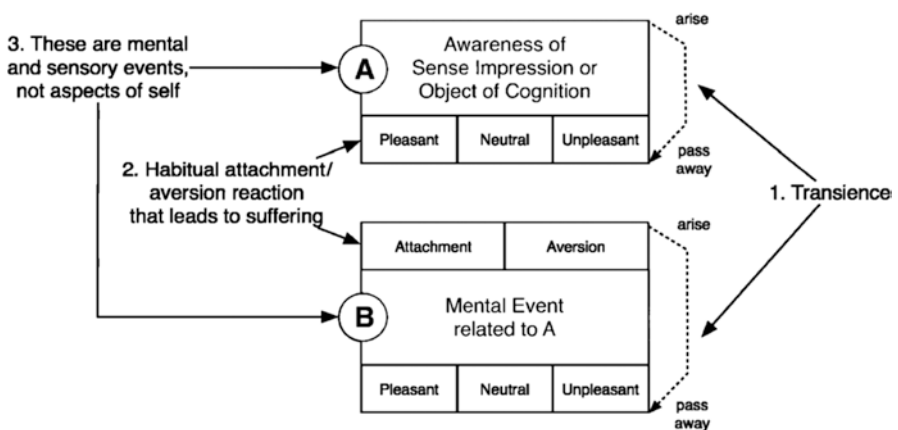 3. These are mental
and sensory events,
not aspects of self
A
Awareness of
Sense Impression or
Object of Cognition
Pleasant
Neutral
Unpleasant
arise
pass
away
2. Habitual attachment/
aversion reaction
that leads to suffering
1. Transience
Attachment
Aversion
B
Mental Event
related to A
Pleasant
Neutral
Unpleasant
arise
pass
away